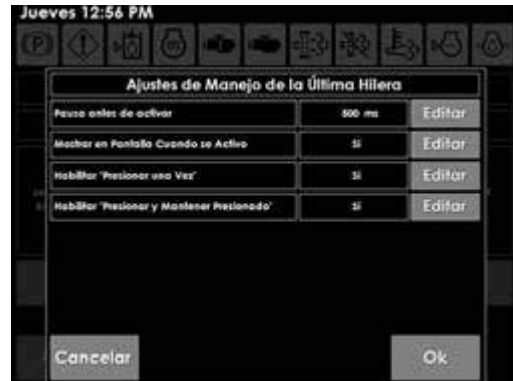 Jueves 12:56 PM
Ajustes de Manejo de la Última Hilera
Pausa antes de activar 500 ms Editar
Mostrar en Pantalla Cuando se Activo Sí Editar
Habilitar 'Presionar una Vez' Sí Editar
Habilitar 'Presionar y Mantener Presionado' Sí Editar
Cancelar Ok